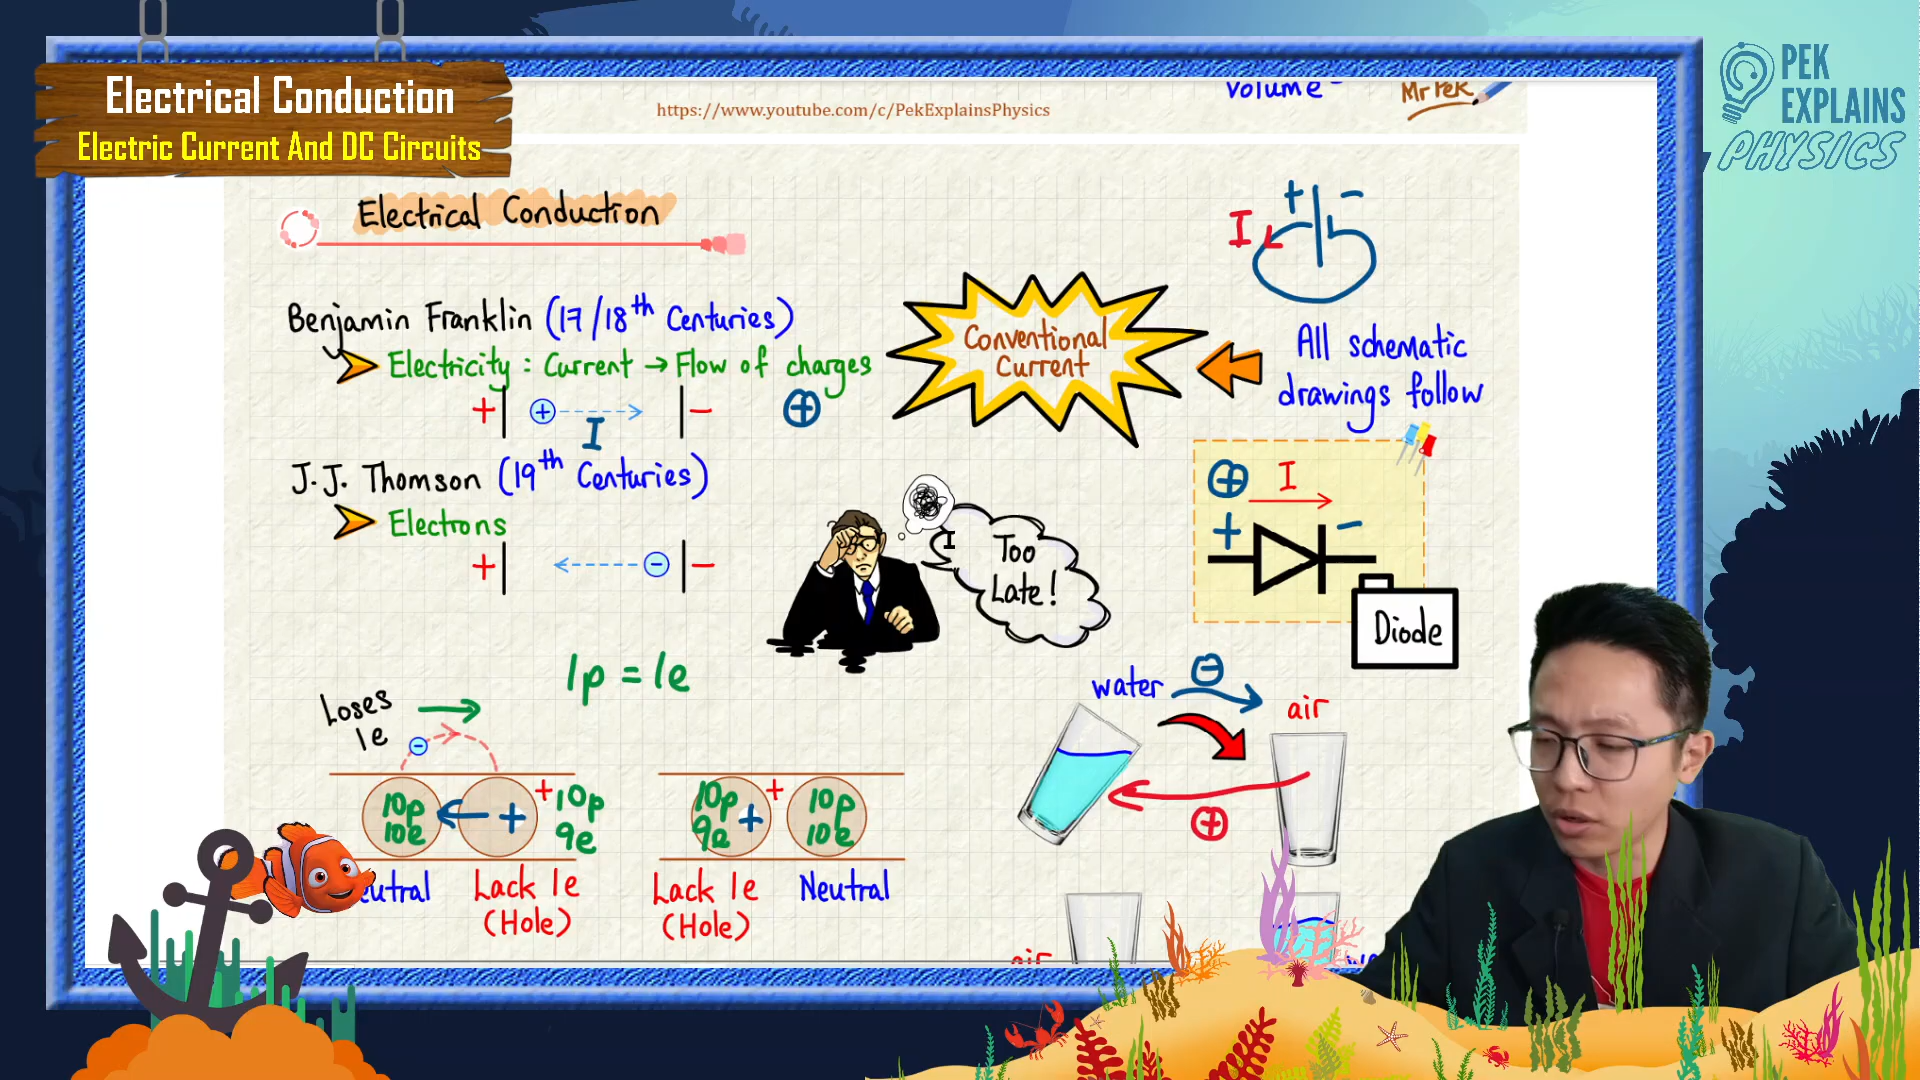 Electrical Conduction
Electric Current And DC Circuits
https://www.youtube.com/c/PekExplainsPhysics
Volume -
Mr Pek
PEK
EXPLAINS
PHYSICS
Electrical Conduction
+ -
I
Benjamin Franklin (17/18th Centuries)
Electricity : Current → Flow of charges
+ + -
I
+
Conventional
Current
All schematic
drawings follow
J.J. Thomson (19th Centuries)
Electrons
+ - -
Too
Late!
+ I
+ -
Diode
1p = 1e
Loses
1e
-
10p
10e
+
+ 10p
9e
10p
9e
+
+
10p
10e
eutral
Lack 1e
(Hole)
Lack 1e
(Hole)
Neutral
water
-
air
+
air